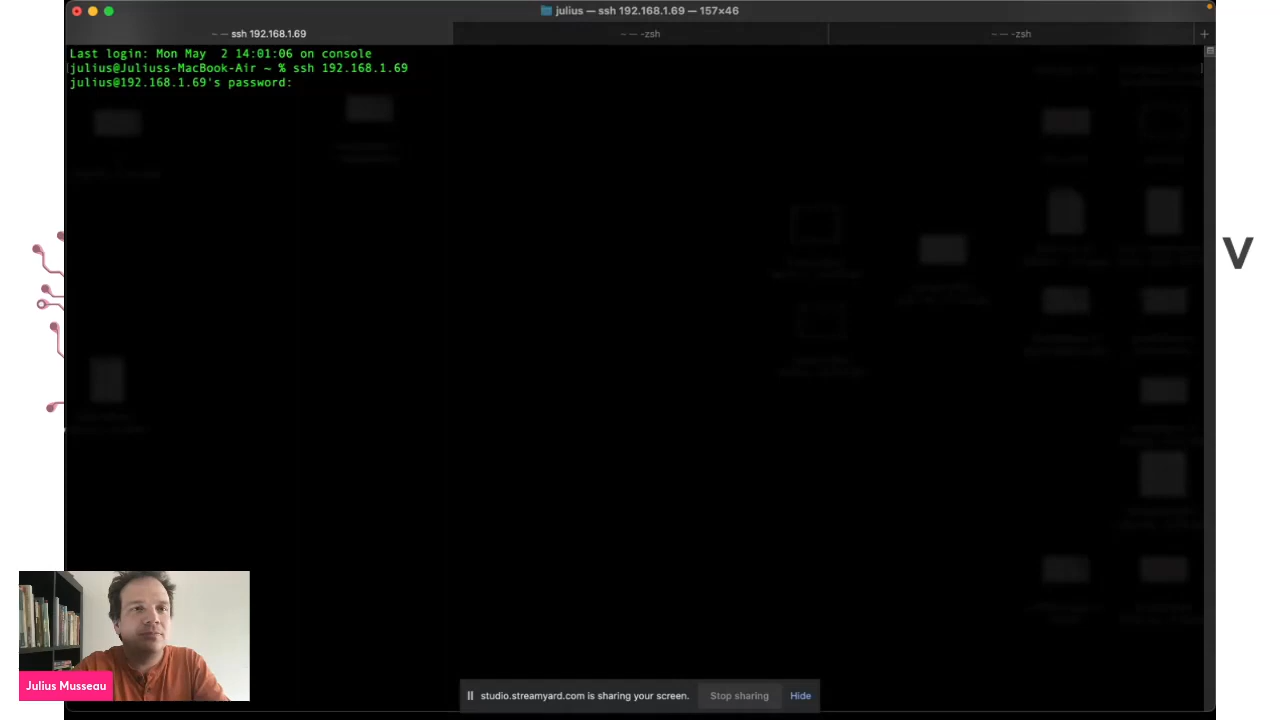 julius — ssh 192.168.1.69 — 157×46
~ — ssh 192.168.1.69
~ — -zsh
~ — -zsh
+
Last login: Mon May  2 14:01:06 on console
julius@Juliuss-MacBook-Air ~ % ssh 192.168.1.69
julius@192.168.1.69's password:
V
Julius Musseau
studio.streamyard.com is sharing your screen.
Stop sharing
Hide